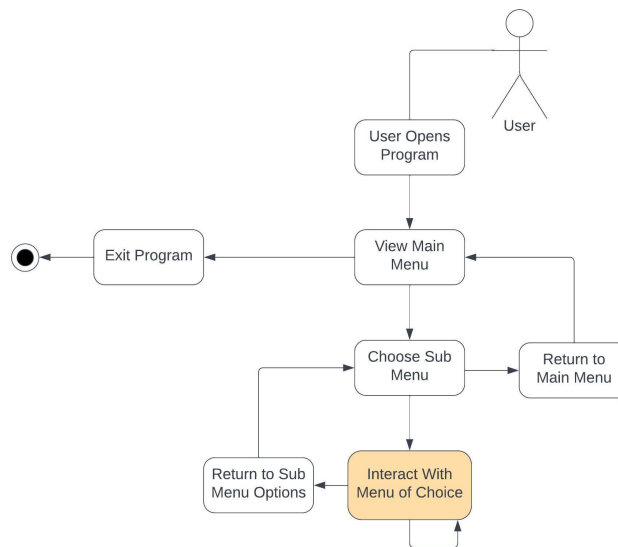 User
User Opens
Program
Exit Program
View Main
Menu
Choose Sub
Menu
Return to
Main Menu
Return to Sub
Menu Options
Interact With
Menu of Choice